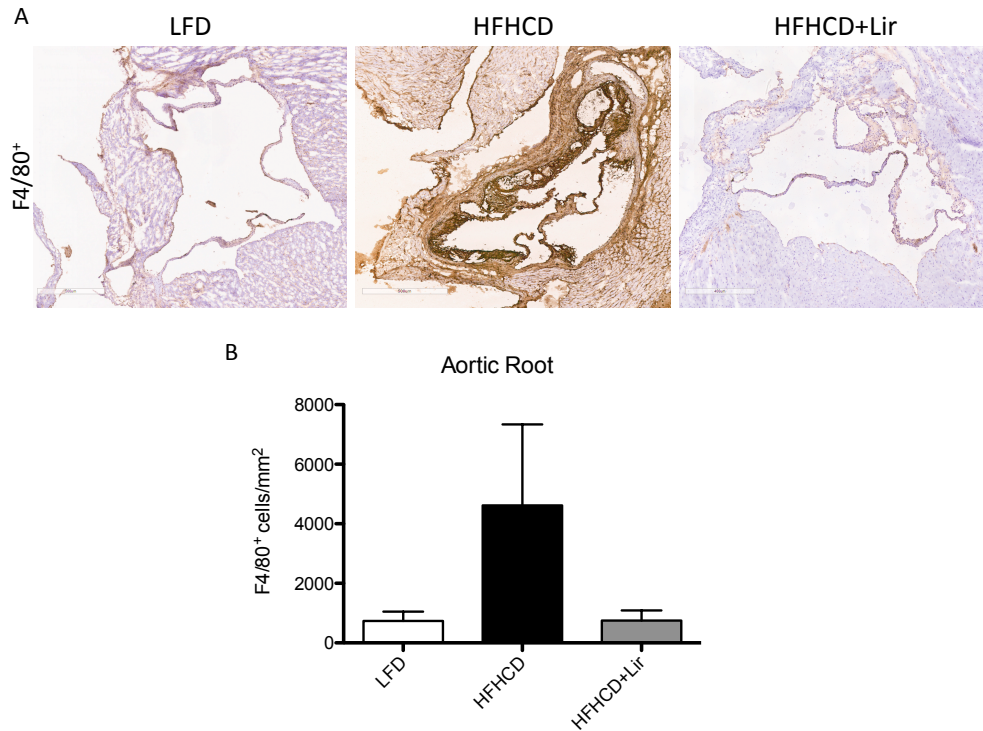 A
LFD
HFHCD
HFHCD+Lir
F4/80⁺
B
Aortic Root
8000
6000
4000
2000
0
F4/80⁺ cells/mm²
LFD
HFHCD
HFHCD+Lir